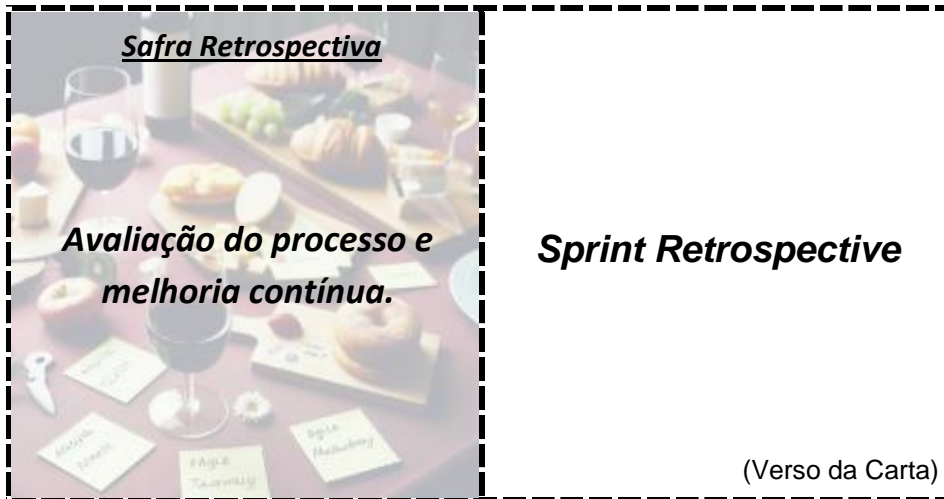 Safra Retrospectiva
Avaliação do processo e
melhoria contínua.
Sprint Retrospective
(Verso da Carta)